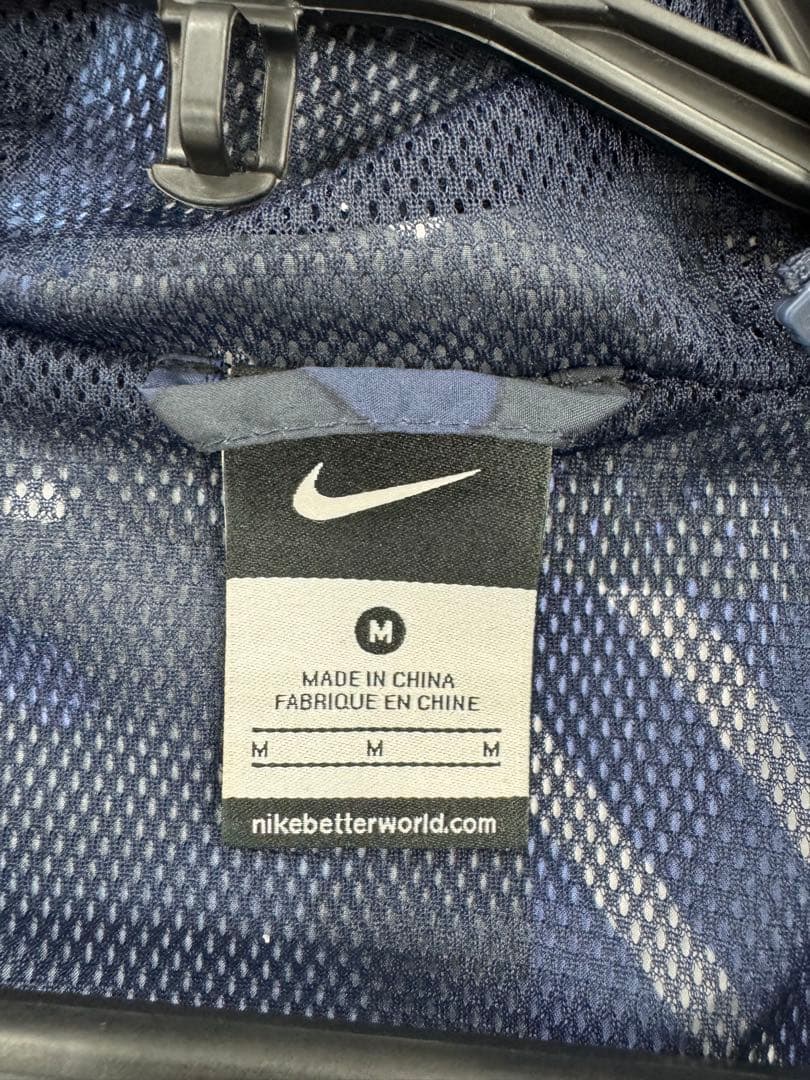 M
MADE IN CHINA
FABRIQUE EN CHINE
M M M
nikebetterworld.com